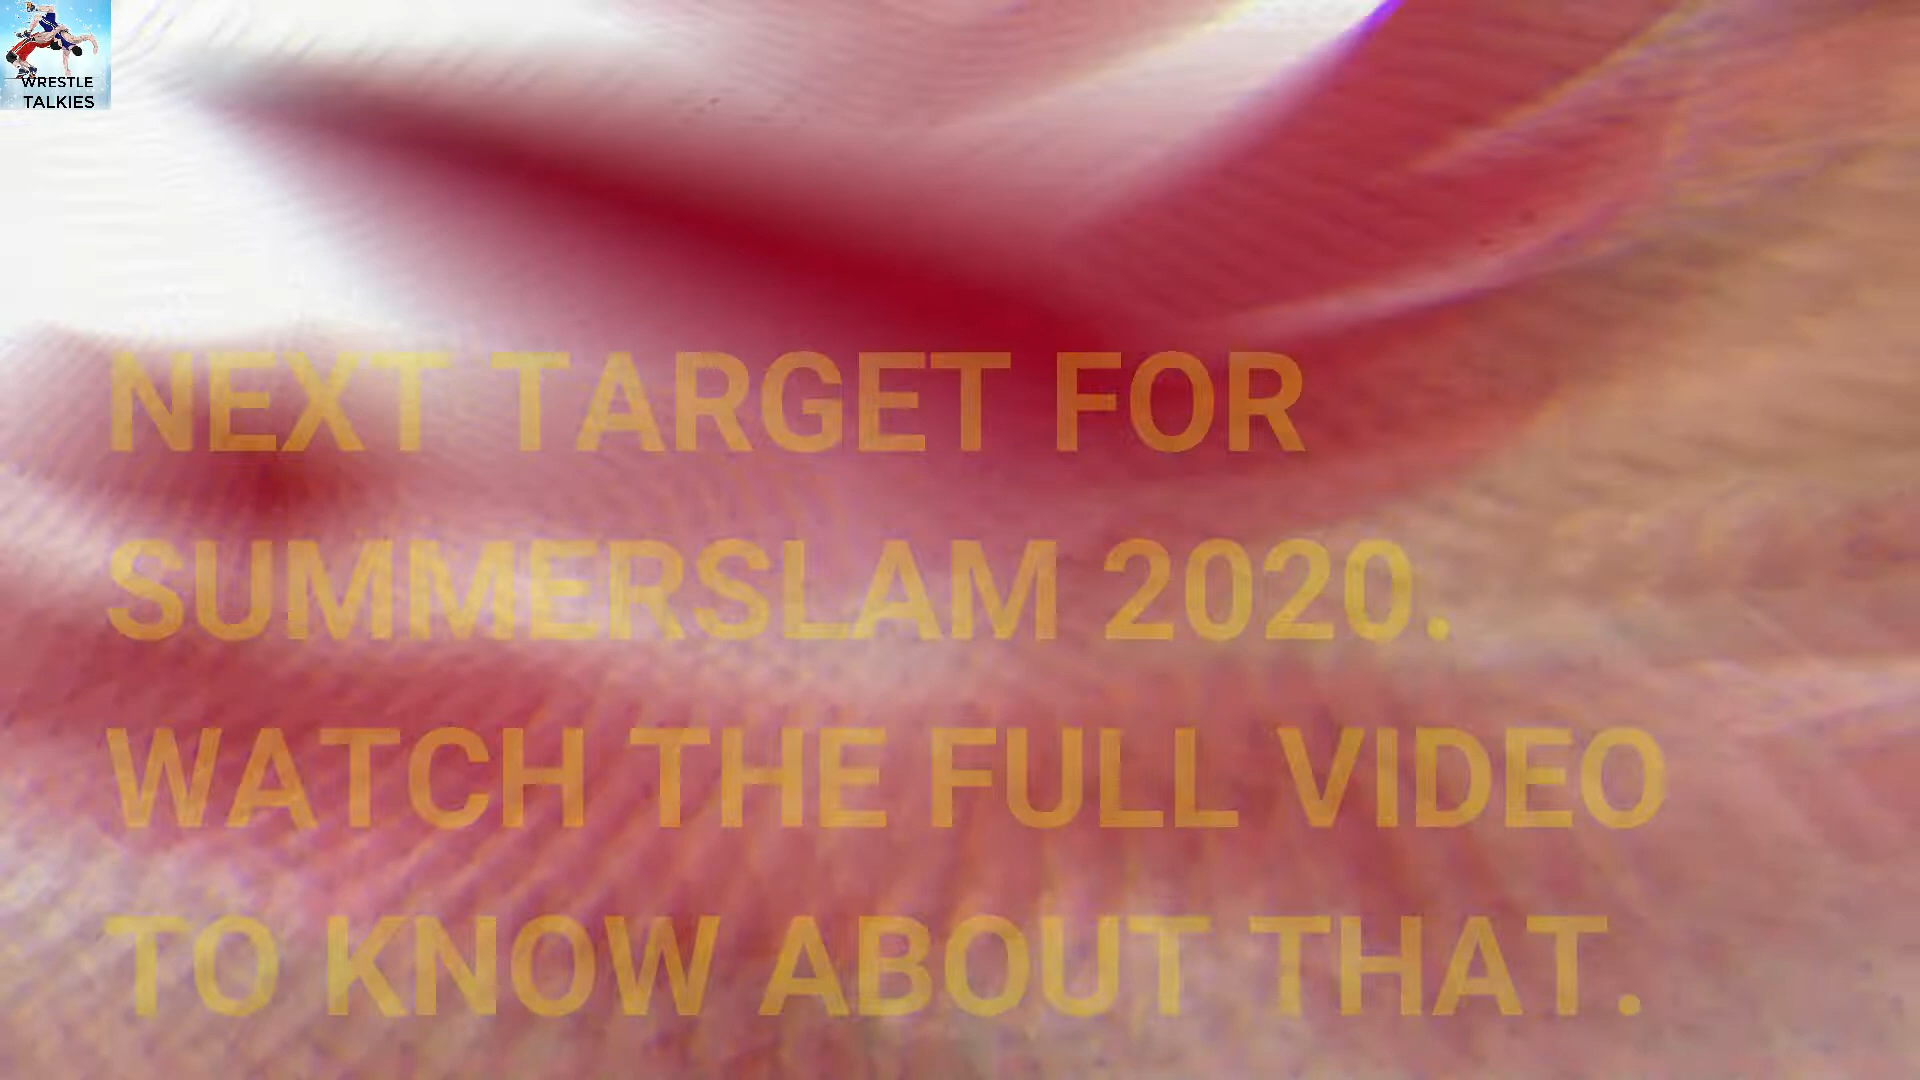 WRESTLE
TALKIES
NEXT TARGET FOR
SUMMERSLAM 2020.
WATCH THE FULL VIDEO
TO KNOW ABOUT THAT.